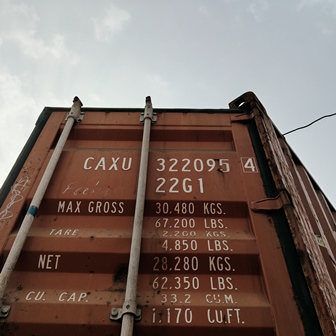 CAXU 322095 4
22G1
MAX GROSS 30.480 KGS.
67.200 LBS.
TARE 2.200 KGS.
4.850 LBS.
NET 28.280 KGS.
62.350 LBS.
CU. CAP. 33.2 CU.M.
1.170 CU.FT.